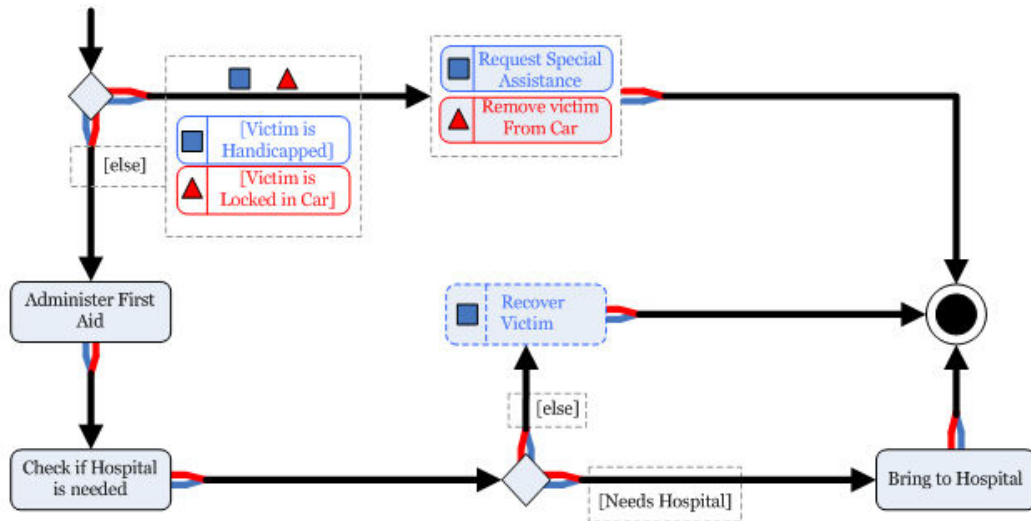 Request Special
Assistance
Remove victim
From Car
[Victim is
Handicapped]
[Victim is
Locked in Car]
[else]
Administer First
Aid
Recover
Victim
[else]
Check if Hospital
is needed
[Needs Hospital]
Bring to Hospital